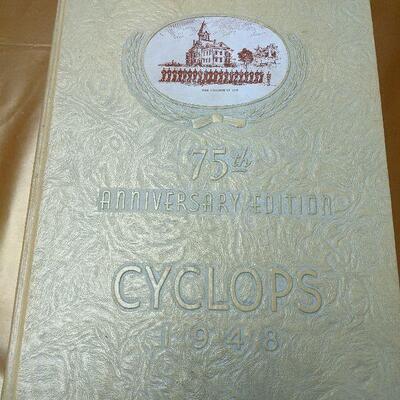 75th
ANNIVERSARY EDITION
CYCLOPS
1948